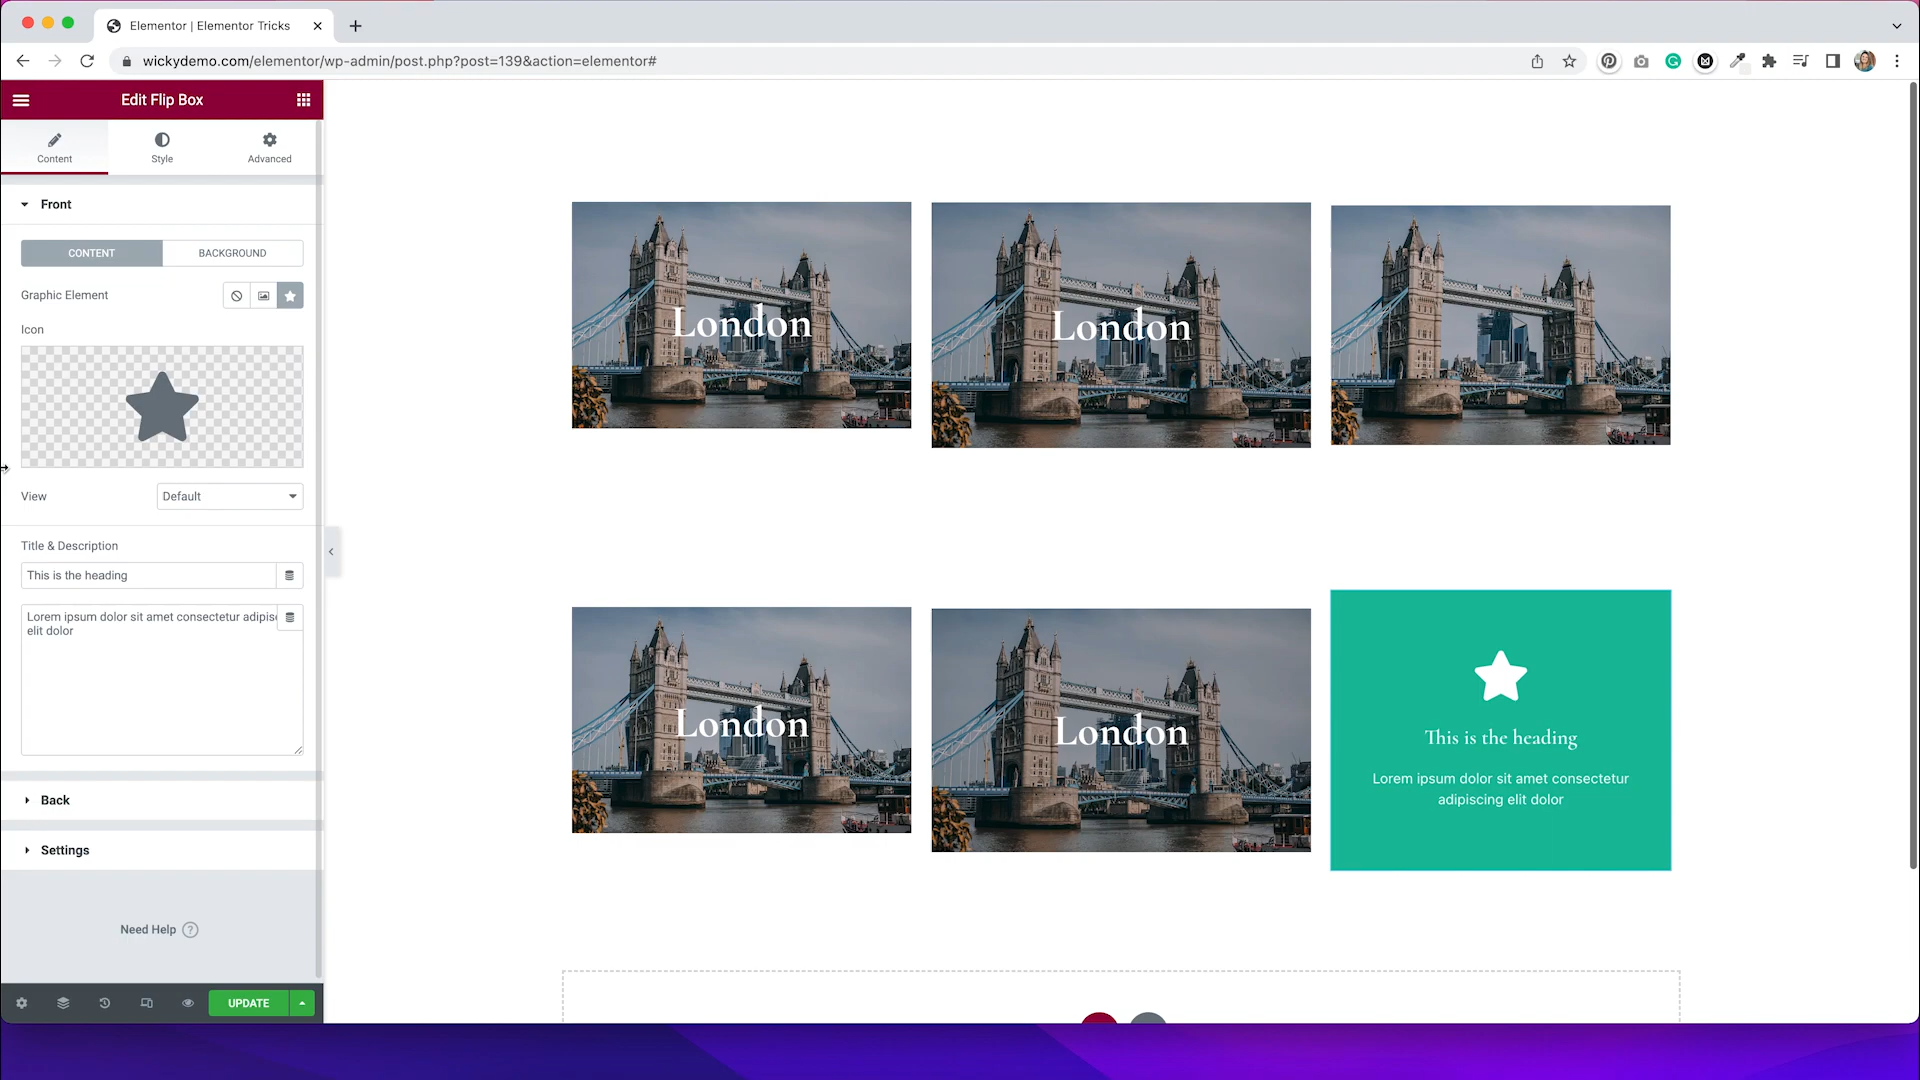 Elementor | Elementor Tricks
wickydemo.com/elementor/wp-admin/post.php?post=139&action=elementor#
Edit Flip Box
Content
Style
Advanced
Front
CONTENT
BACKGROUND
Graphic Element
Icon
View
Default
Title & Description
This is the heading
Lorem ipsum dolor sit amet consectetur adipisc
elit dolor
Back
Settings
Need Help ?
UPDATE
London
London
London
London
This is the heading
Lorem ipsum dolor sit amet consectetur
adipiscing elit dolor